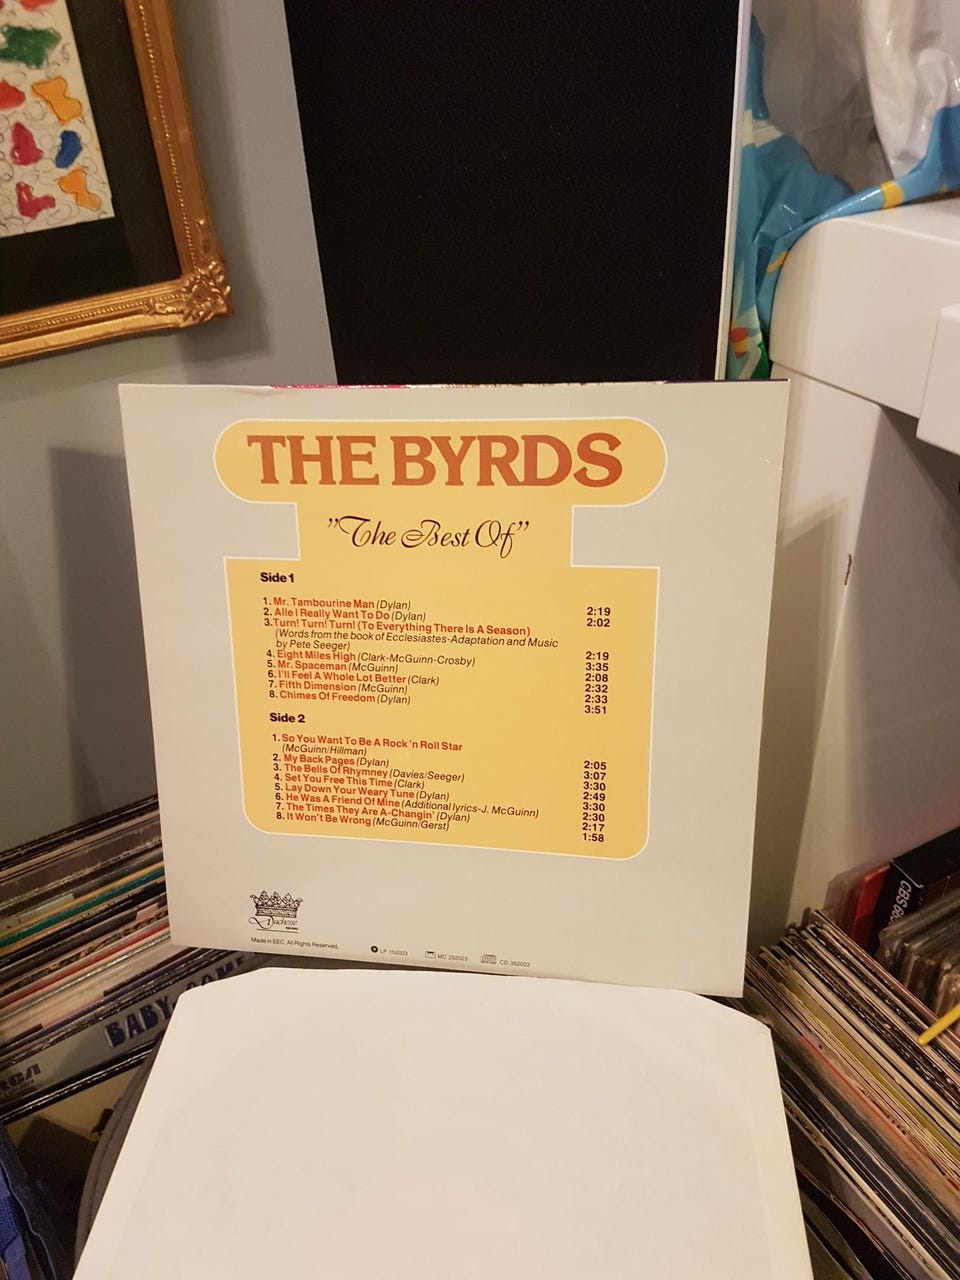 THE BYRDS
"The Best Of"
Side 1
1. Mr. Tambourine Man (Dylan) 2:19
2. Alle I Really Want To Do (Dylan) 2:02
3. Turn! Turn! Turn! (To Everything There Is A Season)
(Words from the book of Ecclesiastes-Adaptation and Music
by Pete Seeger) 2:19
4. Eight Miles High (Clark-McGuinn-Crosby) 3:35
5. Mr. Spaceman (McGuinn) 2:08
6. I'll Feel A Whole Lot Better (Clark) 2:32
7. Fifth Dimension (McGuinn) 2:33
8. Chimes Of Freedom (Dylan) 3:51
Side 2
1. So You Want To Be A Rock 'n Roll Star
(McGuinn/Hillman) 2:05
2. My Back Pages (Dylan) 3:07
3. The Bells Of Rhymney (Davies/Seeger) 3:30
4. Set You Free This Time (Clark) 2:49
5. Lay Down Your Weary Tune (Dylan) 3:30
6. He Was A Friend Of Mine (Additional lyrics-J. McGuinn) 2:30
7. The Times They Are A-Changin' (Dylan) 2:17
8. It Won't Be Wrong (McGuinn/Gerst) 1:58
Duchesse
Made in EEC. All Rights Reserved.
LP 152023
MC 252023
CD 352023
BABY COME
RCA
CBS